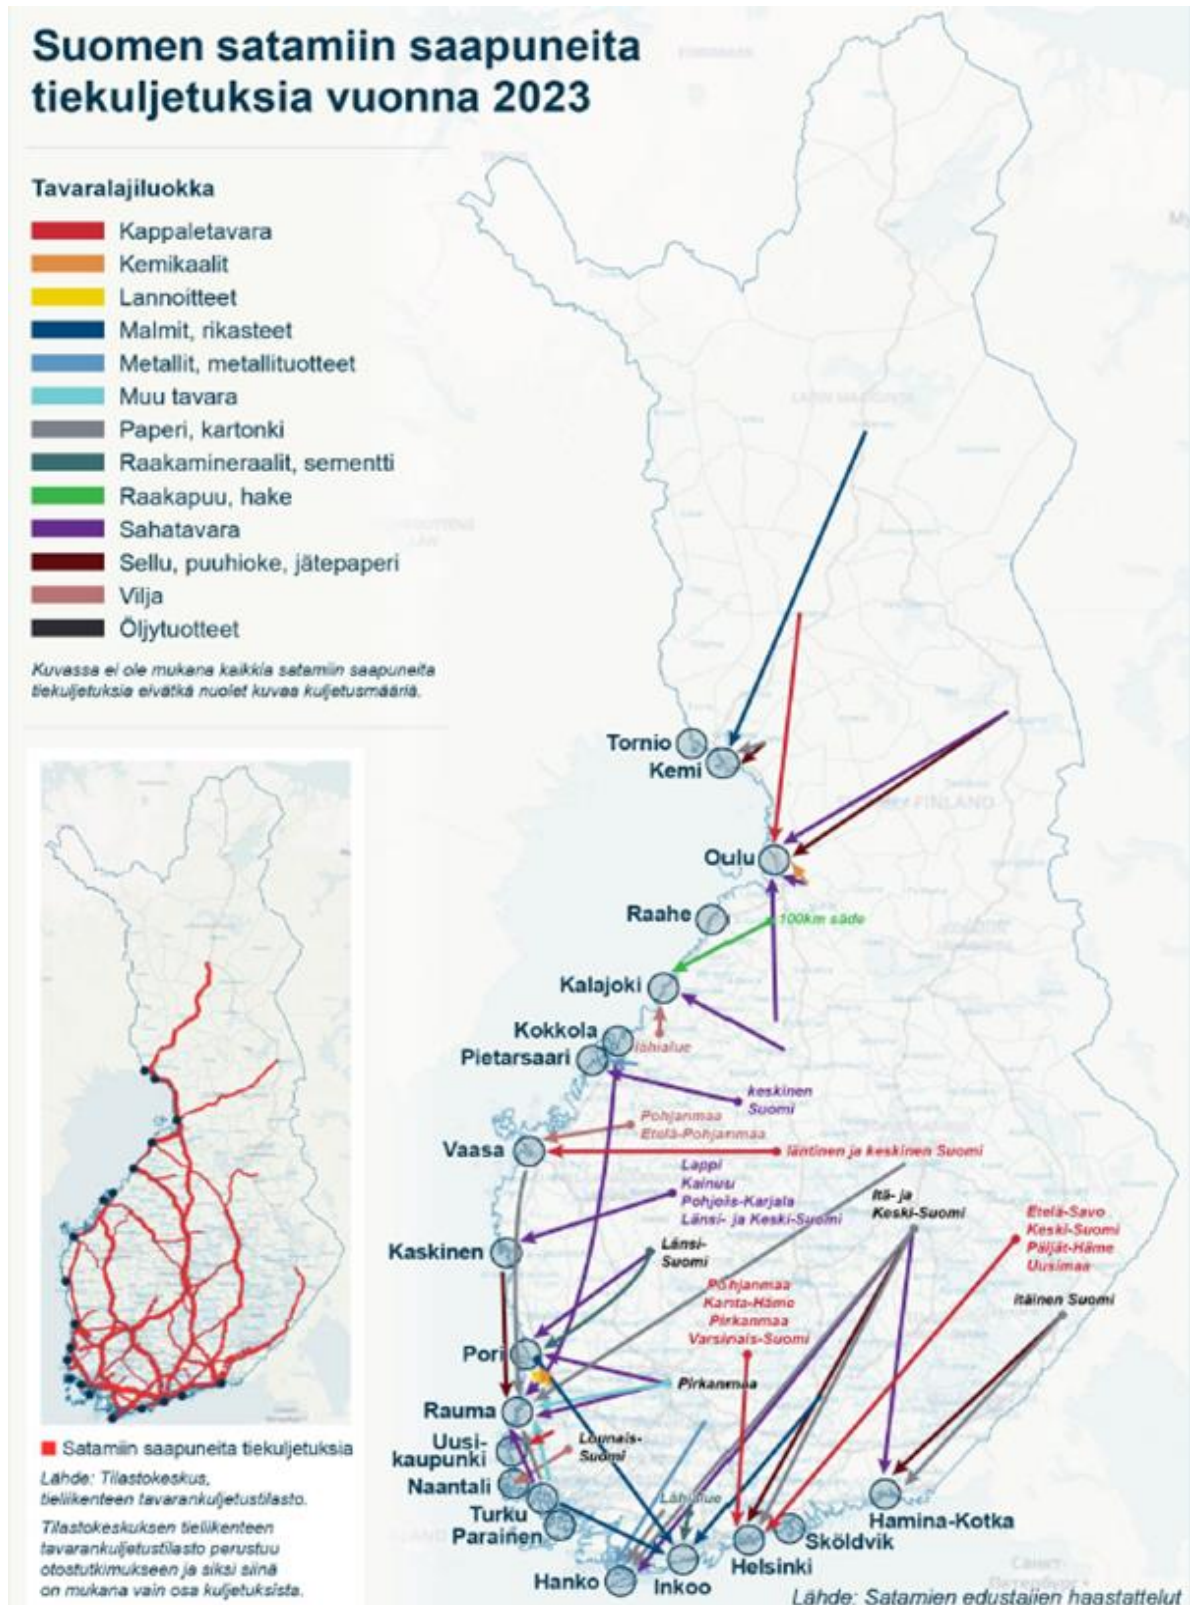 Suomen satamiin saapuneita
tiekuljetuksia vuonna 2023
Tavaralajiluokka
Kappaletavara
Kemikaalit
Lannoitteet
Malmit, rikasteet
Metallit, metallituotteet
Muu tavara
Paperi, kartonki
Raakamineraalit, sementti
Raakapuu, hake
Sahatavara
Sellu, puuhioke, jätepaperi
Vilja
Öljytuotteet
Kuvassa ei ole mukana kaikkia satamiin saapuneita
tiekuljetuksia eivätkä nuolet kuvaa kuljetusmääriä.
Tornio
Kemi
Oulu
Raahe
100km säde
Kalajoki
Kokkola
lähialue
Pietarsaari
keskinen
Suomi
Pohjanmaa
Etelä-Pohjanmaa
Vaasa
läntinen ja keskinen Suomi
Lappi
Kainuu
Pohjois-Karjala
Länsi- ja Keski-Suomi
Itä- ja
Keski-Suomi
Etelä-Savo
Keski-Suomi
Päijät-Häme
Uusimaa
Kaskinen
Länsi-
Suomi
Pohjanmaa
Kanta-Häme
Pirkanmaa
Varsinais-Suomi
itäinen Suomi
Pori
Pirkanmaa
Rauma
Uusi-
kaupunki
Lounais-
Suomi
Naantali
Turku
Parainen
Lähialue
Hamina-Kotka
Sköldvik
Helsinki
Inkoo
Hanko
Satamiin saapuneita tiekuljetuksia
Lähde: Tilastokeskus,
tieliikenteen tavarankuljetustilasto.
Tilastokeskuksen tieliikenteen
tavarankuljetustilasto perustuu
otostutkimukseen ja siksi siinä
on mukana vain osa kuljetuksista.
Lähde: Satamien edustajien haastattelut